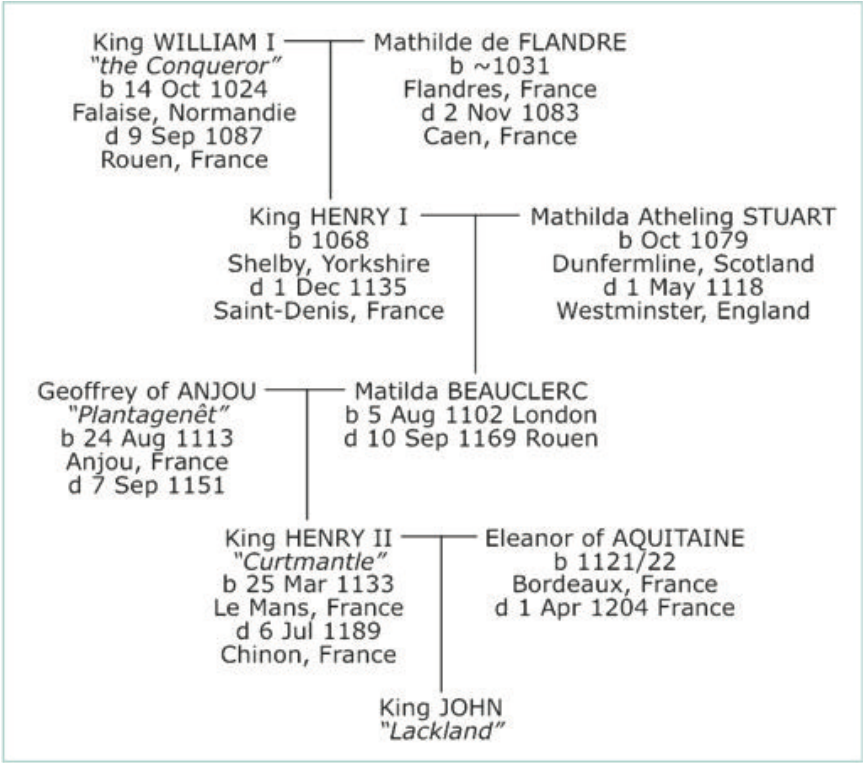 King WILLIAM I
"the Conqueror"
b 14 Oct 1024
Falaise, Normandie
d 9 Sep 1087
Rouen, France
Mathilde de FLANDRE
b ~1031
Flandres, France
d 2 Nov 1083
Caen, France
King HENRY I
b 1068
Shelby, Yorkshire
d 1 Dec 1135
Saint-Denis, France
Mathilda Atheling STUART
b Oct 1079
Dunfermline, Scotland
d 1 May 1118
Westminster, England
Geoffrey of ANJOU
"Plantagenêt"
b 24 Aug 1113
Anjou, France
d 7 Sep 1151
Matilda BEAUCLERC
b 5 Aug 1102 London
d 10 Sep 1169 Rouen
King HENRY II
"Curtmantle"
b 25 Mar 1133
Le Mans, France
d 6 Jul 1189
Chinon, France
Eleanor of AQUITAINE
b 1121/22
Bordeaux, France
d 1 Apr 1204 France
King JOHN
"Lackland"